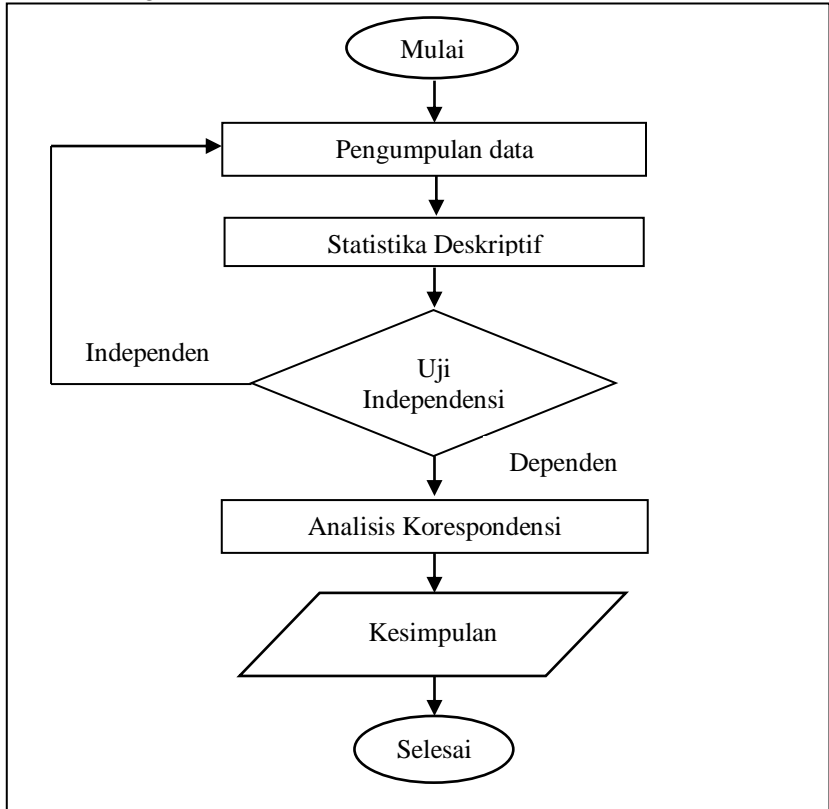 Mulai
Pengumpulan data
Statistika Deskriptif
Independen
Uji
Independensi
Dependen
Analisis Korespondensi
Kesimpulan
Selesai